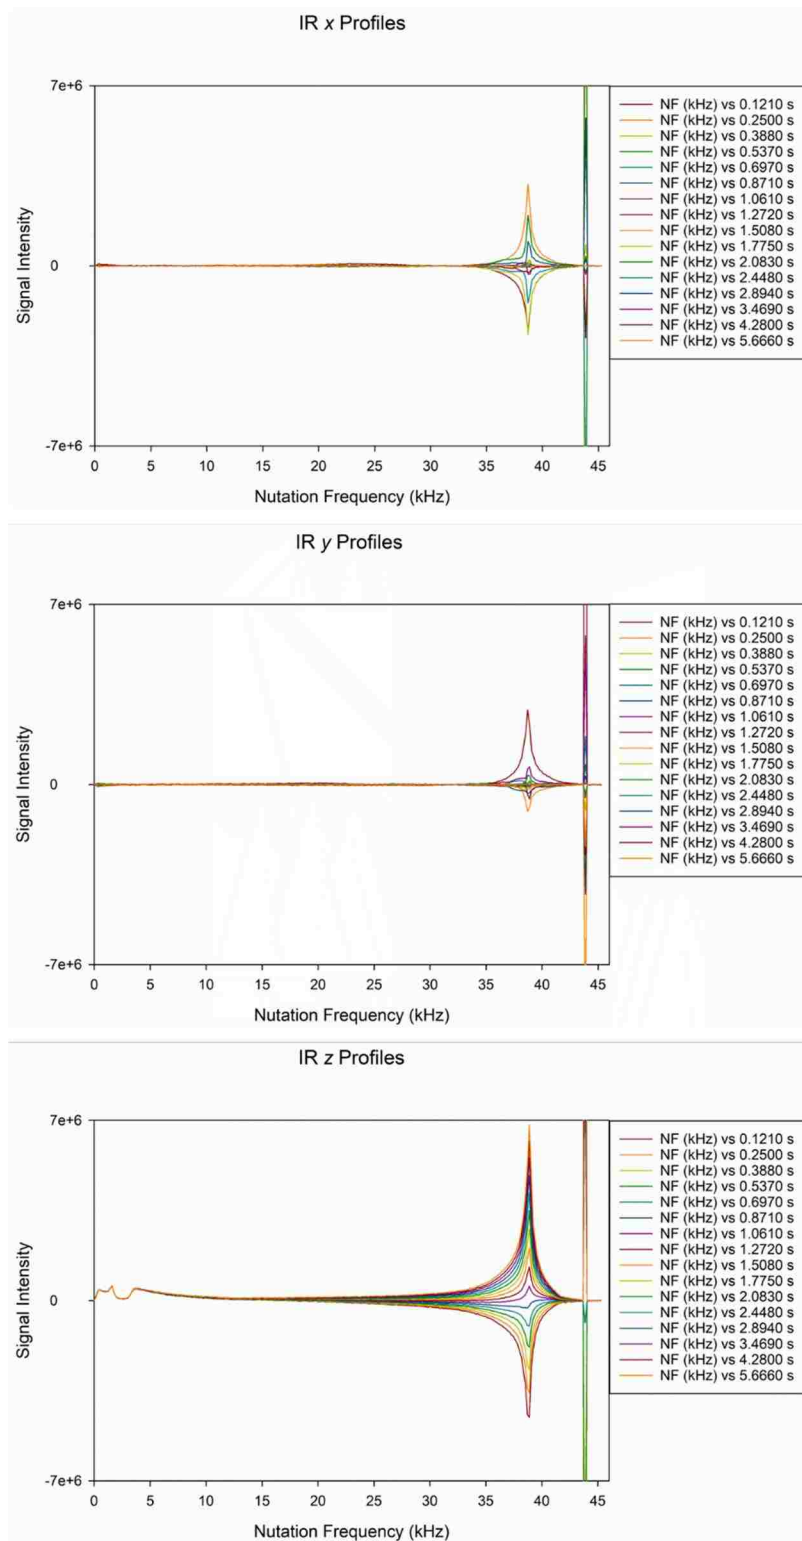 IR x Profiles
7e+6
0
-7e+6
Signal Intensity
0 5 10 15 20 25 30 35 40 45
Nutation Frequency (kHz)
NF (kHz) vs 0.1210 s
NF (kHz) vs 0.2500 s
NF (kHz) vs 0.3880 s
NF (kHz) vs 0.5370 s
NF (kHz) vs 0.6970 s
NF (kHz) vs 0.8710 s
NF (kHz) vs 1.0610 s
NF (kHz) vs 1.2720 s
NF (kHz) vs 1.5080 s
NF (kHz) vs 1.7750 s
NF (kHz) vs 2.0830 s
NF (kHz) vs 2.4480 s
NF (kHz) vs 2.8940 s
NF (kHz) vs 3.4690 s
NF (kHz) vs 4.2800 s
NF (kHz) vs 5.6660 s
IR y Profiles
7e+6
0
-7e+6
Signal Intensity
0 5 10 15 20 25 30 35 40 45
Nutation Frequency (kHz)
NF (kHz) vs 0.1210 s
NF (kHz) vs 0.2500 s
NF (kHz) vs 0.3880 s
NF (kHz) vs 0.5370 s
NF (kHz) vs 0.6970 s
NF (kHz) vs 0.8710 s
NF (kHz) vs 1.0610 s
NF (kHz) vs 1.2720 s
NF (kHz) vs 1.5080 s
NF (kHz) vs 1.7750 s
NF (kHz) vs 2.0830 s
NF (kHz) vs 2.4480 s
NF (kHz) vs 2.8940 s
NF (kHz) vs 3.4690 s
NF (kHz) vs 4.2800 s
NF (kHz) vs 5.6660 s
IR z Profiles
7e+6
0
-7e+6
Signal Intensity
0 5 10 15 20 25 30 35 40 45
Nutation Frequency (kHz)
NF (kHz) vs 0.1210 s
NF (kHz) vs 0.2500 s
NF (kHz) vs 0.3880 s
NF (kHz) vs 0.5370 s
NF (kHz) vs 0.6970 s
NF (kHz) vs 0.8710 s
NF (kHz) vs 1.0610 s
NF (kHz) vs 1.2720 s
NF (kHz) vs 1.5080 s
NF (kHz) vs 1.7750 s
NF (kHz) vs 2.0830 s
NF (kHz) vs 2.4480 s
NF (kHz) vs 2.8940 s
NF (kHz) vs 3.4690 s
NF (kHz) vs 4.2800 s
NF (kHz) vs 5.6660 s